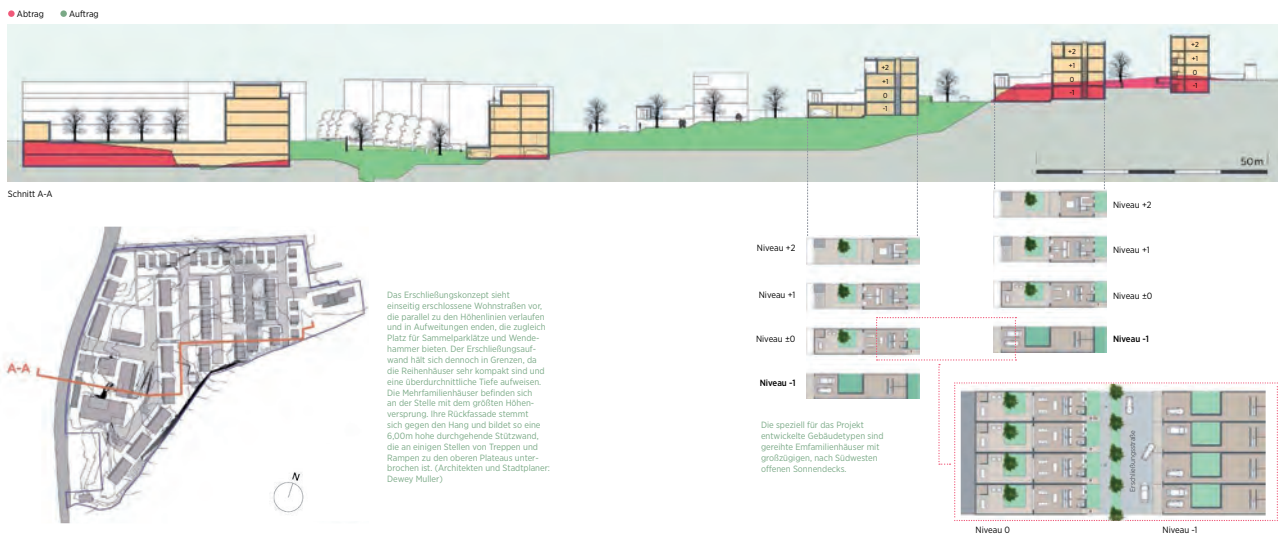 Abtrag
Auftrag
+2
+1
0
-1
+2
+1
0
-1
+2
+1
0
-1
50m
Schnitt A-A
A-A
N
Das Erschließungskonzept sieht
einseitig erschlossene Wohnstraßen vor,
die parallel zu den Höhenlinien verlaufen
und in Aufweitungen enden, die zugleich
Platz für Sammelparklätze und Wende-
hammer bieten. Der Erschließungsauf-
wand hält sich dennoch in Grenzen, da
die Reihenhäuser sehr kompakt sind und
eine überdurchnittliche Tiefe aufweisen.
Die Mehrfamilienhäuser befinden sich
an der Stelle mit dem größten Höhen-
versprung. Ihre Rückfassade stemmt
sich gegen den Hang und bildet so eine
6,00m hohe durchgehende Stützwand,
die an einigen Stellen von Treppen und
Rampen zu den oberen Plateaus unter-
brochen ist. (Architekten und Stadtplaner:
Dewey Muller)
Niveau +2
Niveau +1
Niveau ±0
Niveau -1
Niveau +2
Niveau +1
Niveau ±0
Niveau -1
Die speziell für das Projekt
entwickelte Gebäudetypen sind
gereihte Emfamilienhäuser mit
großzügigen, nach Südwesten
offenen Sonnendecks.
Erschließungsstraße
Niveau 0
Niveau -1